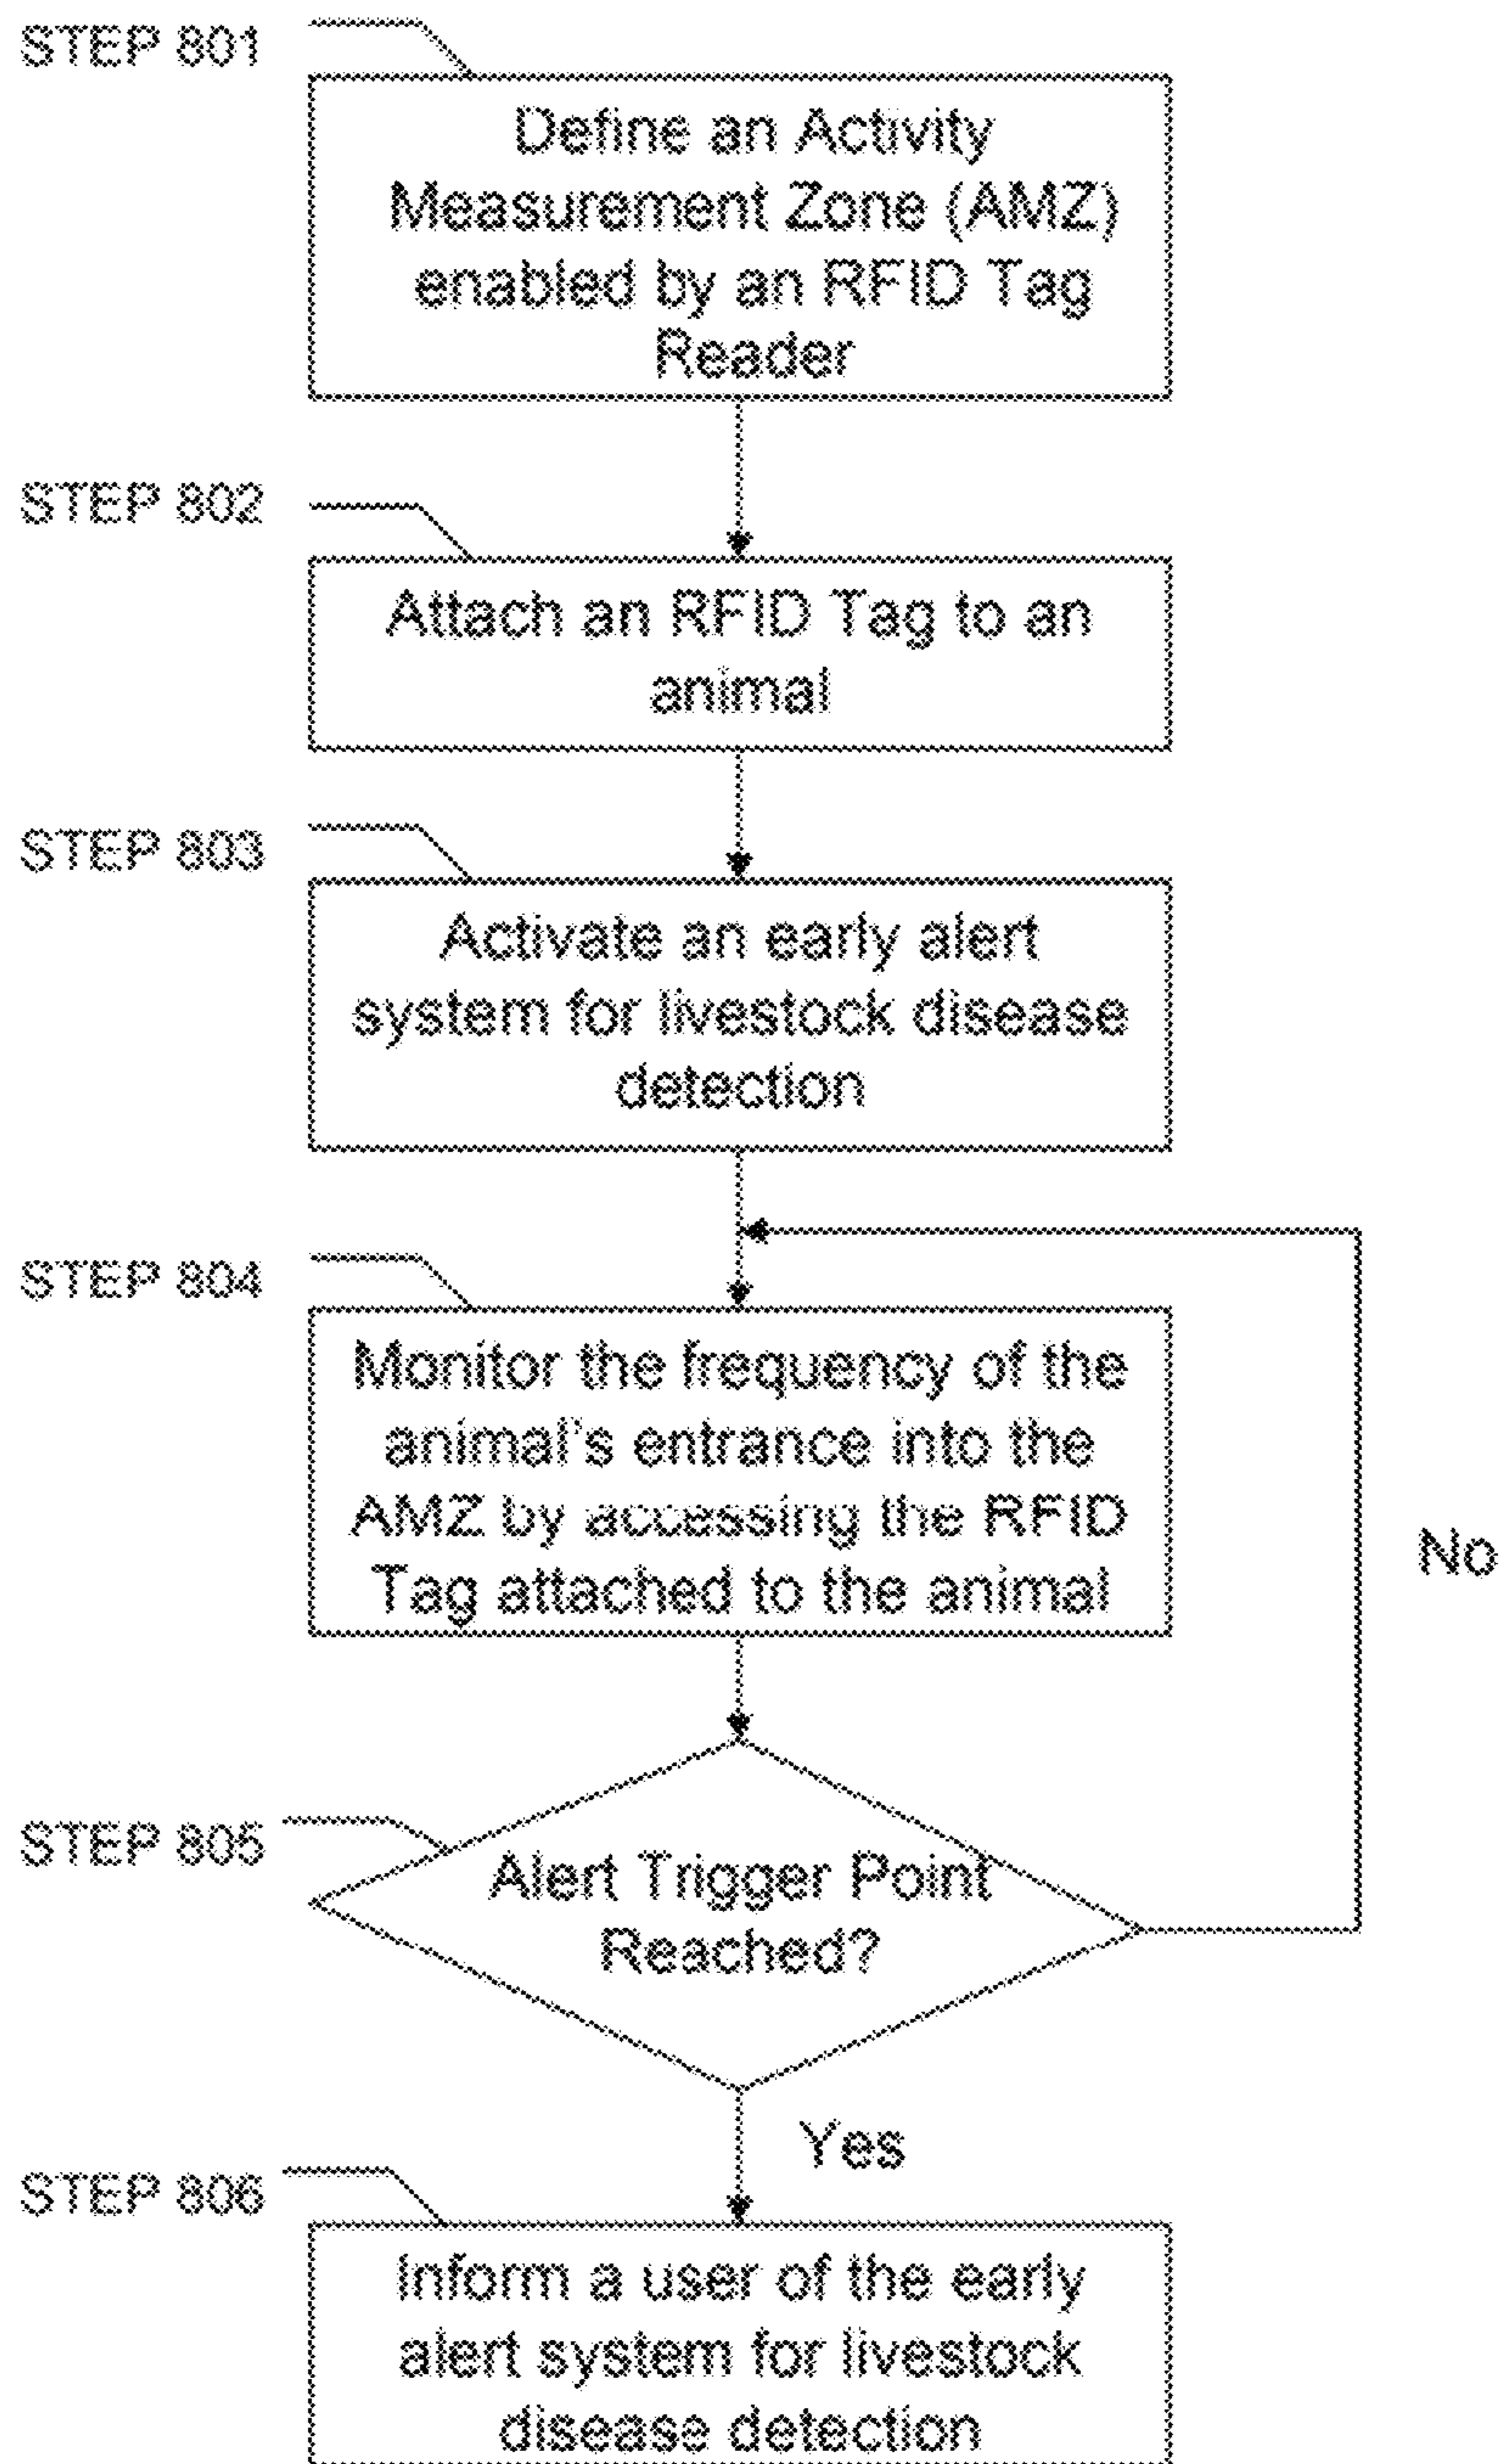 STEP 801
Define an Activity
Measurement Zone (AMZ)
enabled by an RFID Tag
Reader
STEP 802
Attach an RFID Tag to an
animal
STEP 803
Activate an early alert
system for livestock disease
detection
STEP 804
Monitor the frequency of the
animal's entrance into the
AMZ by accessing the RFID
Tag attached to the animal
No
STEP 805
Alert Trigger Point
Reached?
Yes
STEP 806
Inform a user of the early
alert system for livestock
disease detection